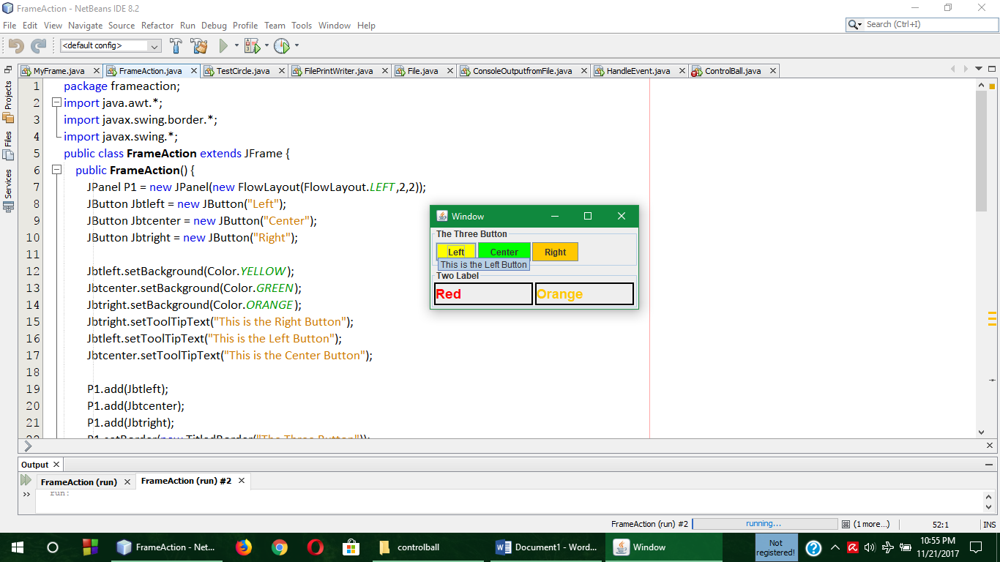 FrameAction - NetBeans IDE 8.2
File Edit View Navigate Source Refactor Run Debug Profile Team Tools Window Help
Search (Ctrl+I)
<default config>
MyFrame.java FrameAction.java TestCircle.java FilePrintWriter.java File.java ConsoleOutputfromFile.java HandleEvent.java ControlBall.java
Projects
Files
Services
1 package frameaction;
2 import java.awt.*;
3 import javax.swing.border.*;
4 import javax.swing.*;
5 public class FrameAction extends JFrame {
6 public FrameAction() {
7 JPanel P1 = new JPanel(new FlowLayout(FlowLayout.LEFT,2,2));
8 JButton Jbtleft = new JButton("Left");
9 JButton Jbtcenter = new JButton("Center");
10 JButton Jbtright = new JButton("Right");
11
12 Jbtleft.setBackground(Color.YELLOW);
13 Jbtcenter.setBackground(Color.GREEN);
14 Jbtright.setBackground(Color.ORANGE);
15 Jbtright.setToolTipText("This is the Right Button");
16 Jbtleft.setToolTipText("This is the Left Button");
17 Jbtcenter.setToolTipText("This is the Center Button");
18
19 P1.add(Jbtleft);
20 P1.add(Jbtcenter);
21 P1.add(Jbtright);
22 P1.setBorder(new TitledBorder("The Three Button"));
Window
The Three Button
Left Center Right
This is the Left Button
Two Label
Red Orange
Output
FrameAction (run) FrameAction (run) #2
run:
FrameAction (run) #2 running... (1 more...) 52:1 INS
FrameAction - Net... controlball Document1 - Word... Window
Not registered!
10:55 PM
11/21/2017